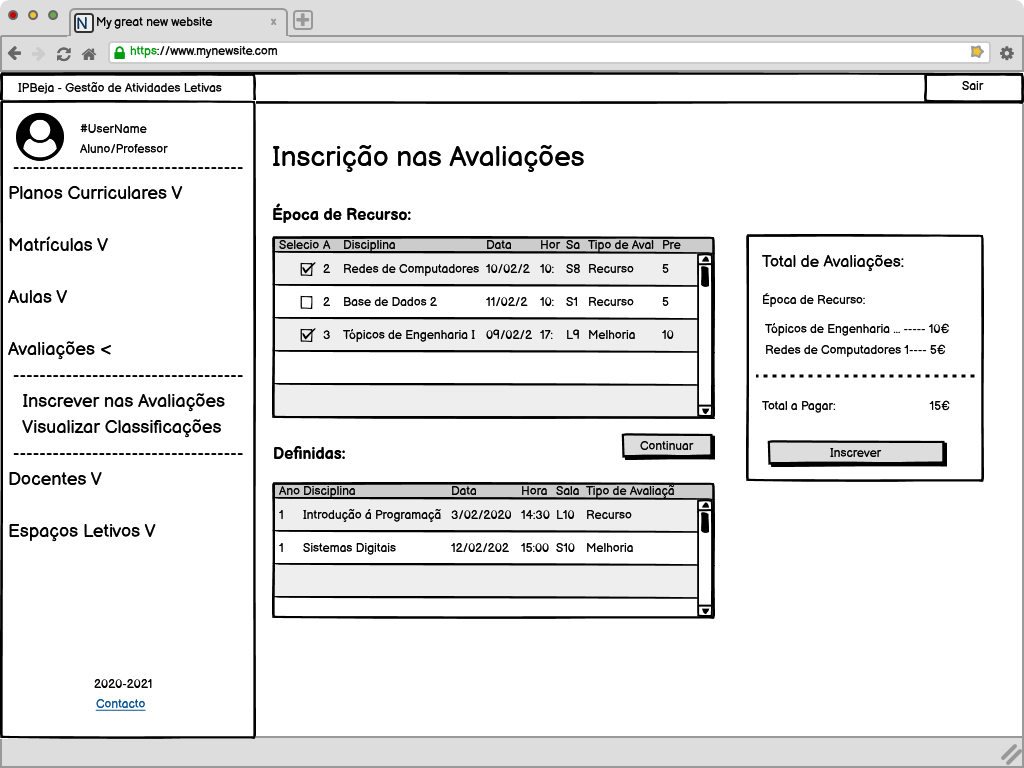 My great new website x
https://www.mynewsite.com
IPBeja - Gestão de Atividades Letivas
Sair
#UserName
Aluno/Professor
Planos Curriculares V
Matrículas V
Aulas V
Avaliações <
Inscrever nas Avaliações
Visualizar Classificações
Docentes V
Espaços Letivos V
2020-2021
Contacto
Inscrição nas Avaliações
Época de Recurso:
Selecio A Disciplina Data Hor Sa Tipo de Aval Pre
2 Redes de Computadores 10/02/2 10: S8 Recurso 5
2 Base de Dados 2 11/02/2 10: S1 Recurso 5
3 Tópicos de Engenharia I 09/02/2 17: L9 Melhoria 10
Continuar
Definidas:
Ano Disciplina Data Hora Sala Tipo de Avaliaçã
1 Introdução á Programaçã 3/02/2020 14:30 L10 Recurso
1 Sistemas Digitais 12/02/202 15:00 S10 Melhoria
Total de Avaliações:
Época de Recurso:
Tópicos de Engenharia ... ----- 10€
Redes de Computadores 1---- 5€
Total a Pagar: 15€
Inscrever